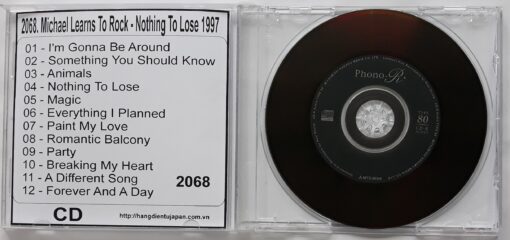 2068. Michael Learns To Rock - Nothing To Lose 1997
01 - I'm Gonna Be Around
02 - Something You Should Know
03 - Animals
04 - Nothing To Lose
05 - Magic
06 - Everything I Planned
07 - Paint My Love
08 - Romantic Balcony
09 - Party
10 - Breaking My Heart
11 - A Different Song
12 - Forever And A Day
2068
CD
http://hangdientujapan.com.vn
Phono-R
80